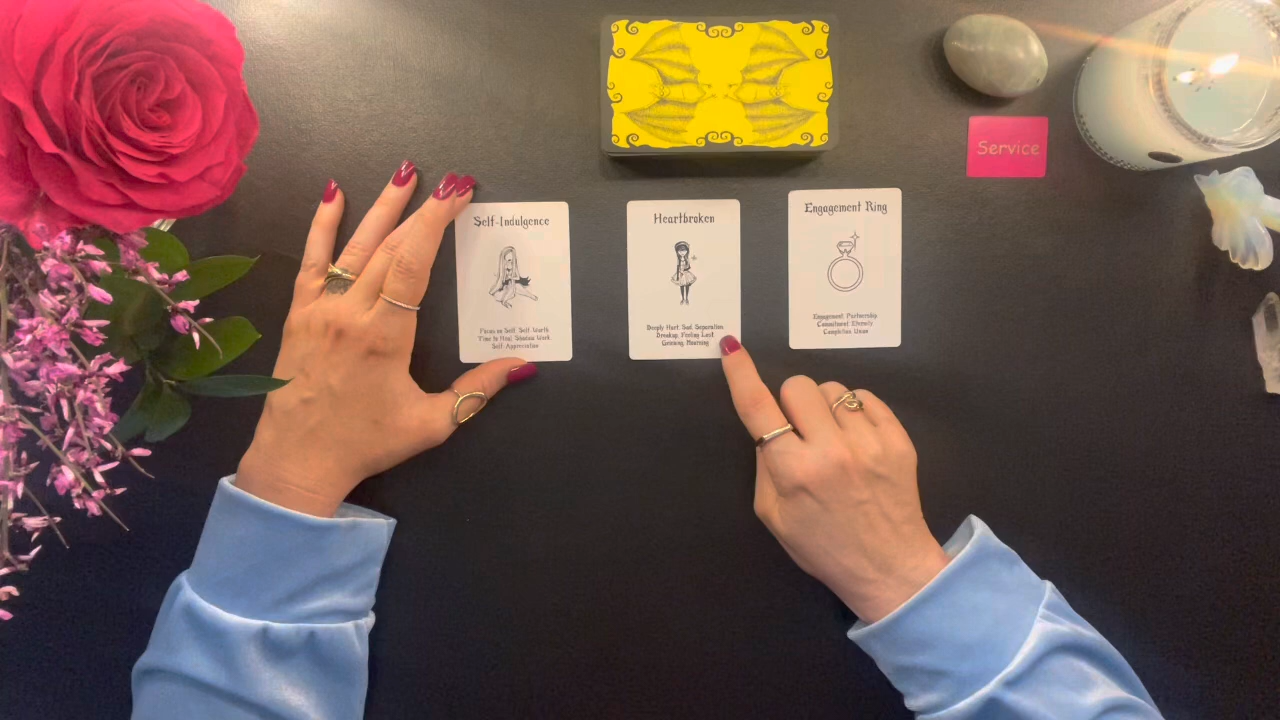 Service
Self-Indulgence
Focus on Self, Self Worth
Time to Heal, Shadow Work
Self-Appreciation
Heartbroken
Deeply Hurt, Sad, Separation
Breakup, Feeling Lost
Grieving, Mourning
Engagement Ring
Engagement, Partnership
Commitment, Eternity
Completion, Union